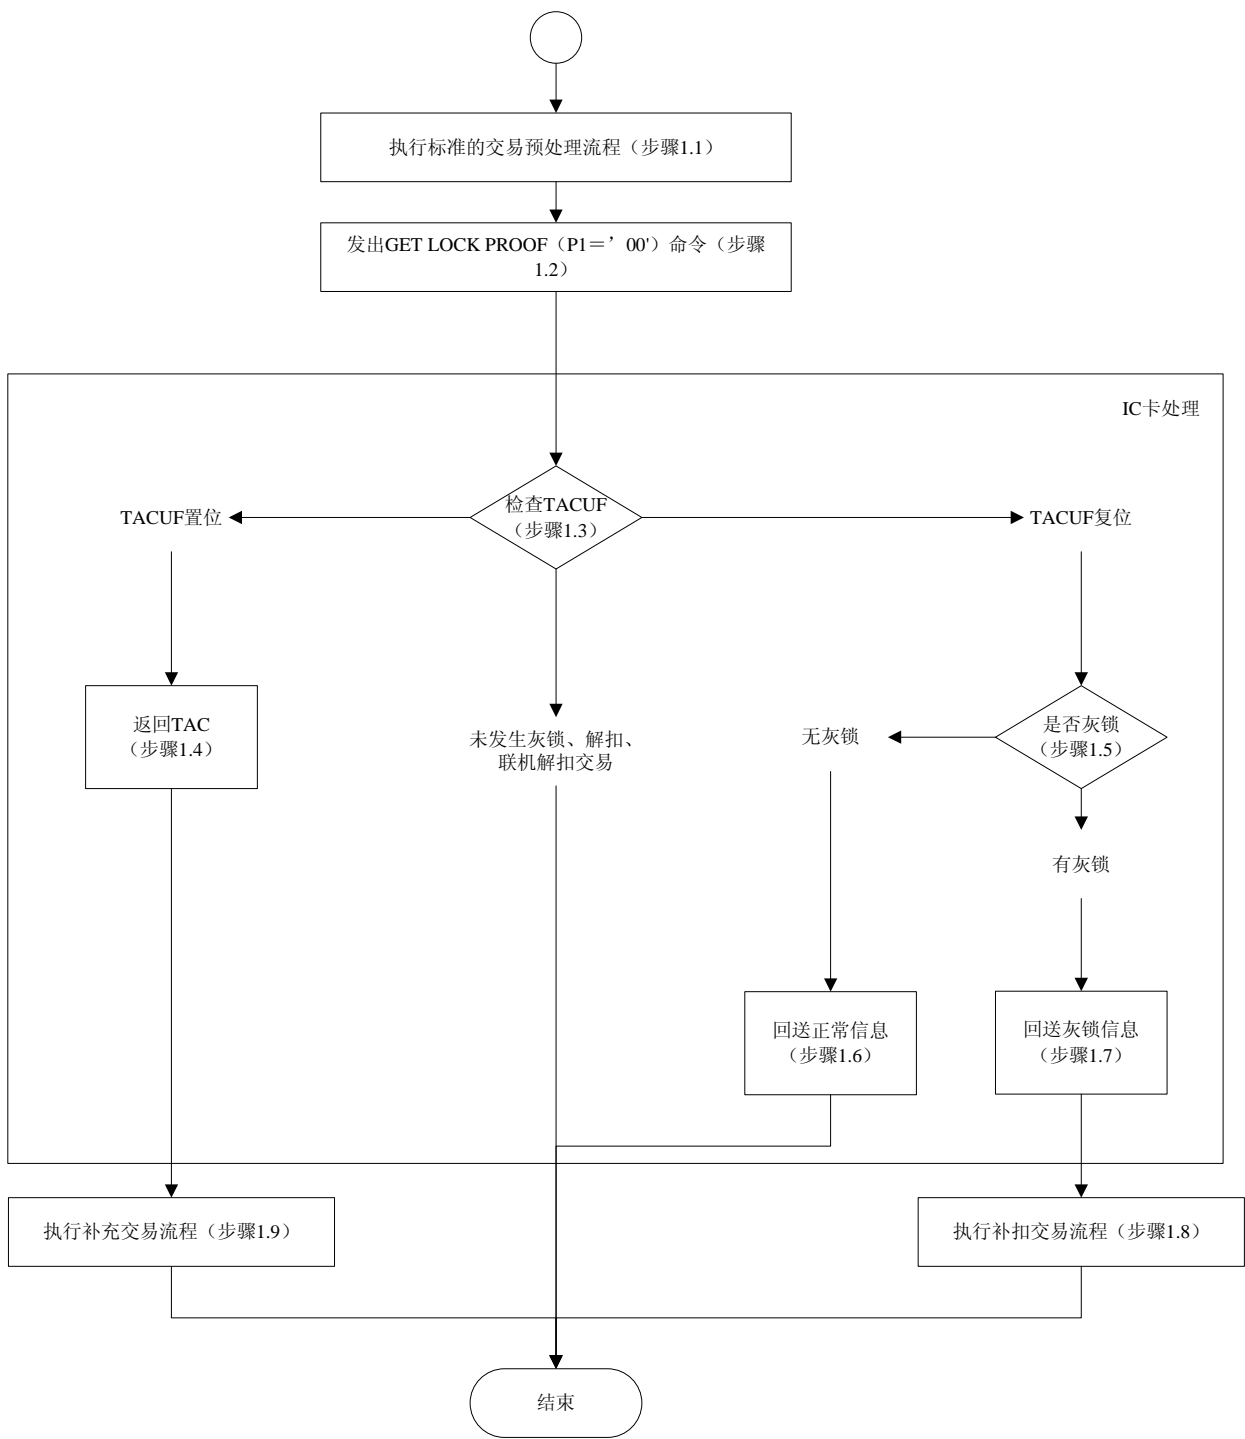 执行标准的交易预处理流程（步骤1.1）
发出GET LOCK PROOF（P1＝’00'）命令（步骤
1.2）
IC卡处理
检查TACUF
（步骤1.3）
TACUF置位
TACUF复位
返回TAC
（步骤1.4）
未发生灰锁、解扣、
联机解扣交易
无灰锁
是否灰锁
（步骤1.5）
有灰锁
回送正常信息
（步骤1.6）
回送灰锁信息
（步骤1.7）
执行补充交易流程（步骤1.9）
执行补扣交易流程（步骤1.8）
结束